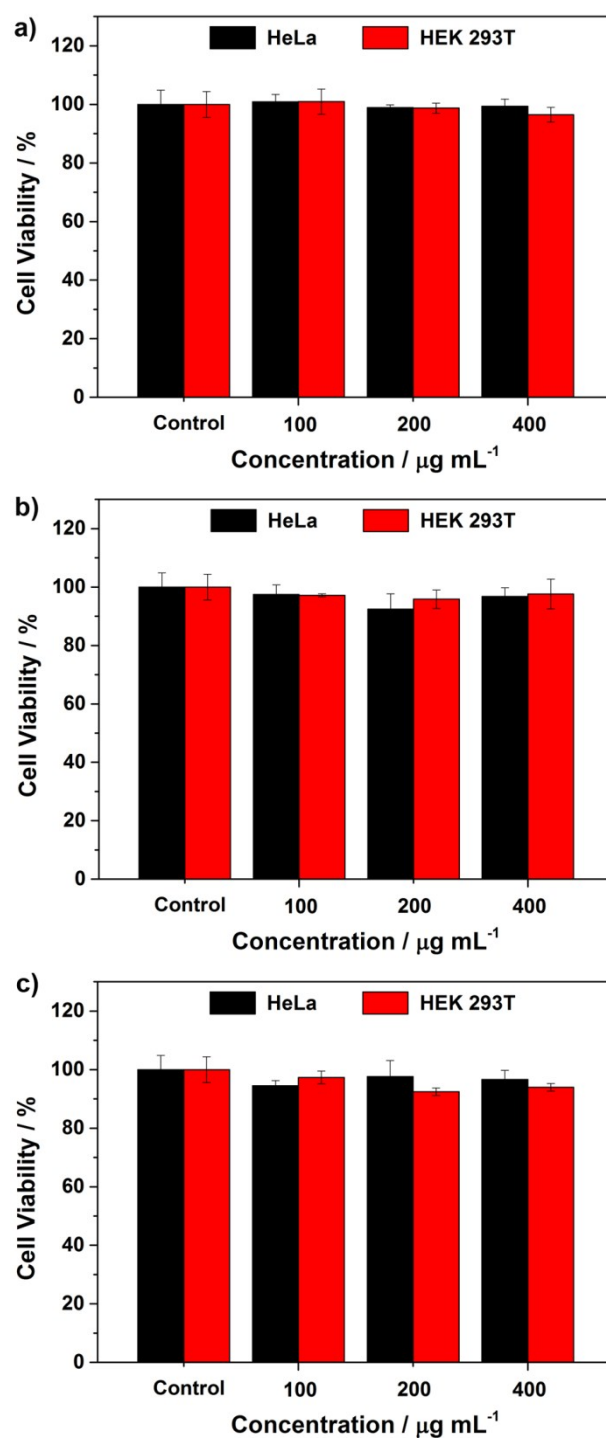 a)
HeLa HEK 293T
120
100
80
60
40
20
0
Cell Viability / %
Control 100 200 400
Concentration / μg mL⁻¹
b)
HeLa HEK 293T
120
100
80
60
40
20
0
Cell Viability / %
Control 100 200 400
Concentration / μg mL⁻¹
c)
HeLa HEK 293T
120
100
80
60
40
20
0
Cell Viability / %
Control 100 200 400
Concentration / μg mL⁻¹